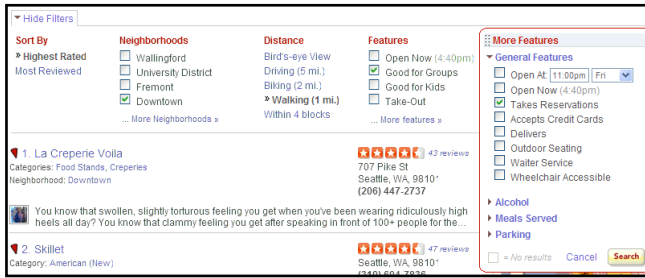 Hide Filters
Sort By
» Highest Rated
Most Reviewed
Neighborhoods
Wallingford
University District
Fremont
Downtown
... More Neighborhoods »
Distance
Bird's-eye View
Driving (5 mi.)
Biking (2 mi.)
» Walking (1 mi.)
Within 4 blocks
Features
Open Now (4:40pm)
Good for Groups
Good for Kids
Take-Out
... More features »
More Features
General Features
Open At: 11:00pm Fri
Open Now (4:40pm)
Takes Reservations
Accepts Credit Cards
Delivers
Outdoor Seating
Waiter Service
Wheelchair Accessible
Alcohol
Meals Served
Parking
= No results Cancel Search
1. La Creperie Voila
Categories: Food Stands, Creperies
Neighborhood: Downtown
43 reviews
707 Pike St
Seattle, WA, 9810
(206) 447-2737
You know that swollen, slightly torturous feeling you get when you've been wearing ridiculously high
heels all day? You know that clammy feeling you get after speaking in front of 100+ people for the...
2. Skillet
Category: American (New)
47 reviews
Seattle, WA, 9810